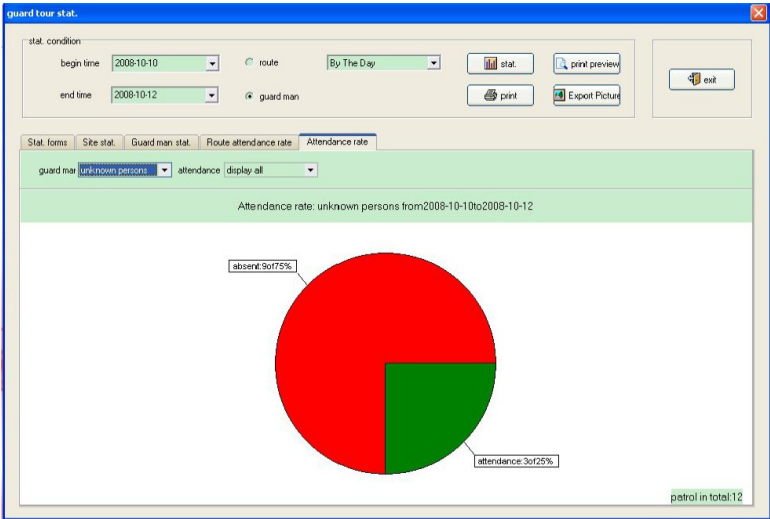 guard tour stat.
stat. condition
begin time 2008-10-10 route By The Day stat. print preview
exit
end time 2008-10-12 guard man print Export Picture
Stat. forms Site stat. Guard man stat. Route attendance rate Attendance rate
guard mar unknown persons attendance display all
Attendance rate: unknown persons from2008-10-10to2008-10-12
absent:9of75%
attendance:3of25%
patrol in total:12